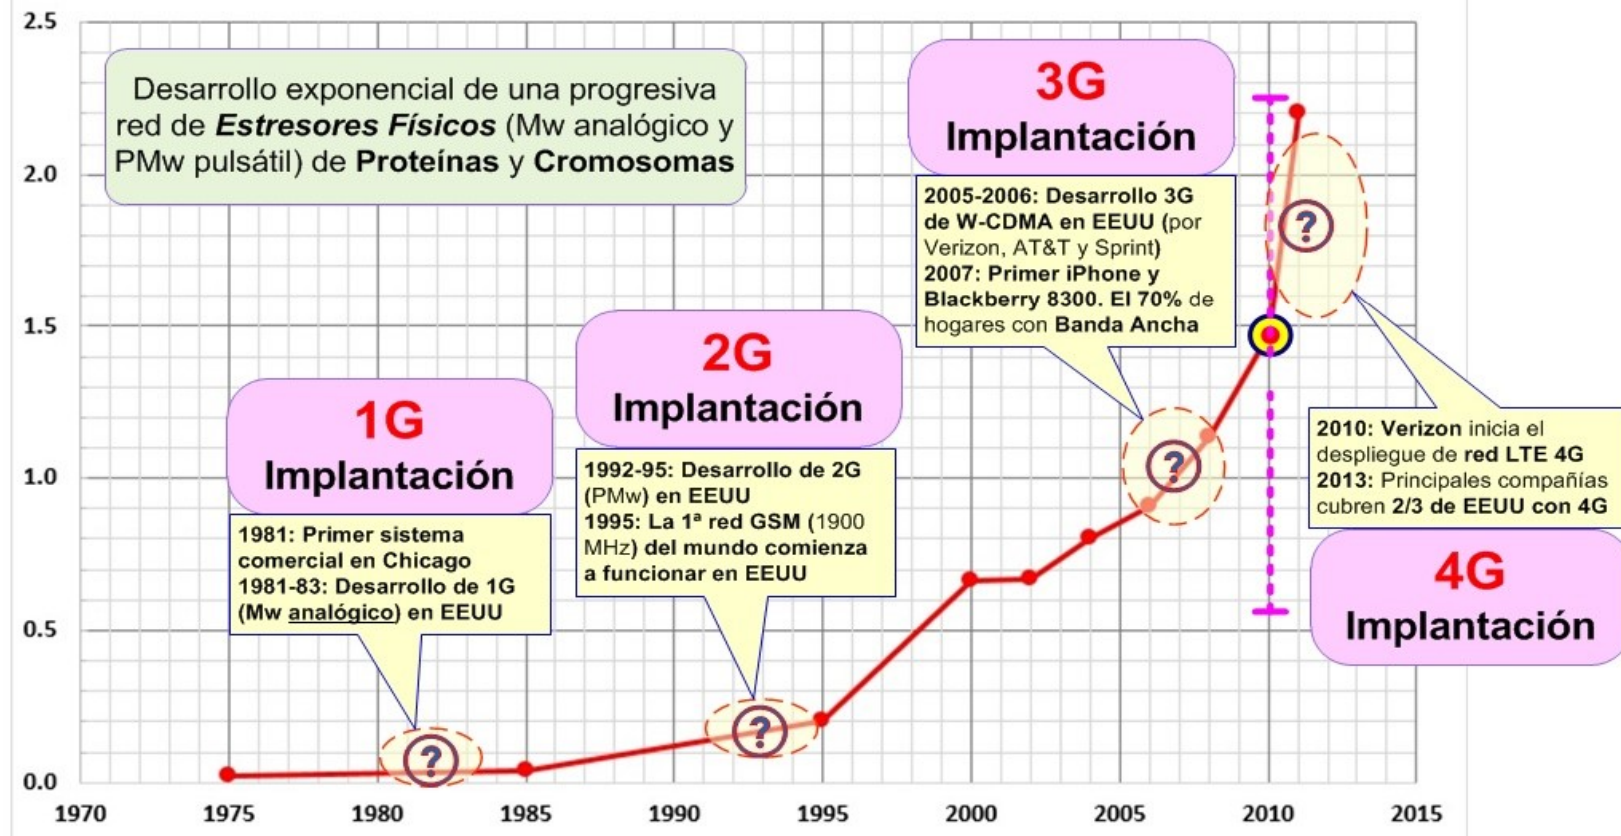 2.5
2.0
1.5
1.0
0.5
0.0
Desarrollo exponencial de una progresiva
red de Estresores Físicos (Mw analógico y
PMw pulsátil) de Proteínas y Cromosomas
1G
Implantación
1981: Primer sistema
comercial en Chicago
1981-83: Desarrollo de 1G
(Mw analógico) en EEUU
?
2G
Implantación
1992-95: Desarrollo de 2G
(PMw) en EEUU
1995: La 1ª red GSM (1900
MHz) del mundo comienza
a funcionar en EEUU
?
3G
Implantación
2005-2006: Desarrollo 3G
de W-CDMA en EEUU (por
Verizon, AT&T y Sprint)
2007: Primer iPhone y
Blackberry 8300. El 70% de
hogares con Banda Ancha
?
?
2010: Verizon inicia el
despliegue de red LTE 4G
2013: Principales compañías
cubren 2/3 de EEUU con 4G
4G
Implantación
1970 1975 1980 1985 1990 1995 2000 2005 2010 2015